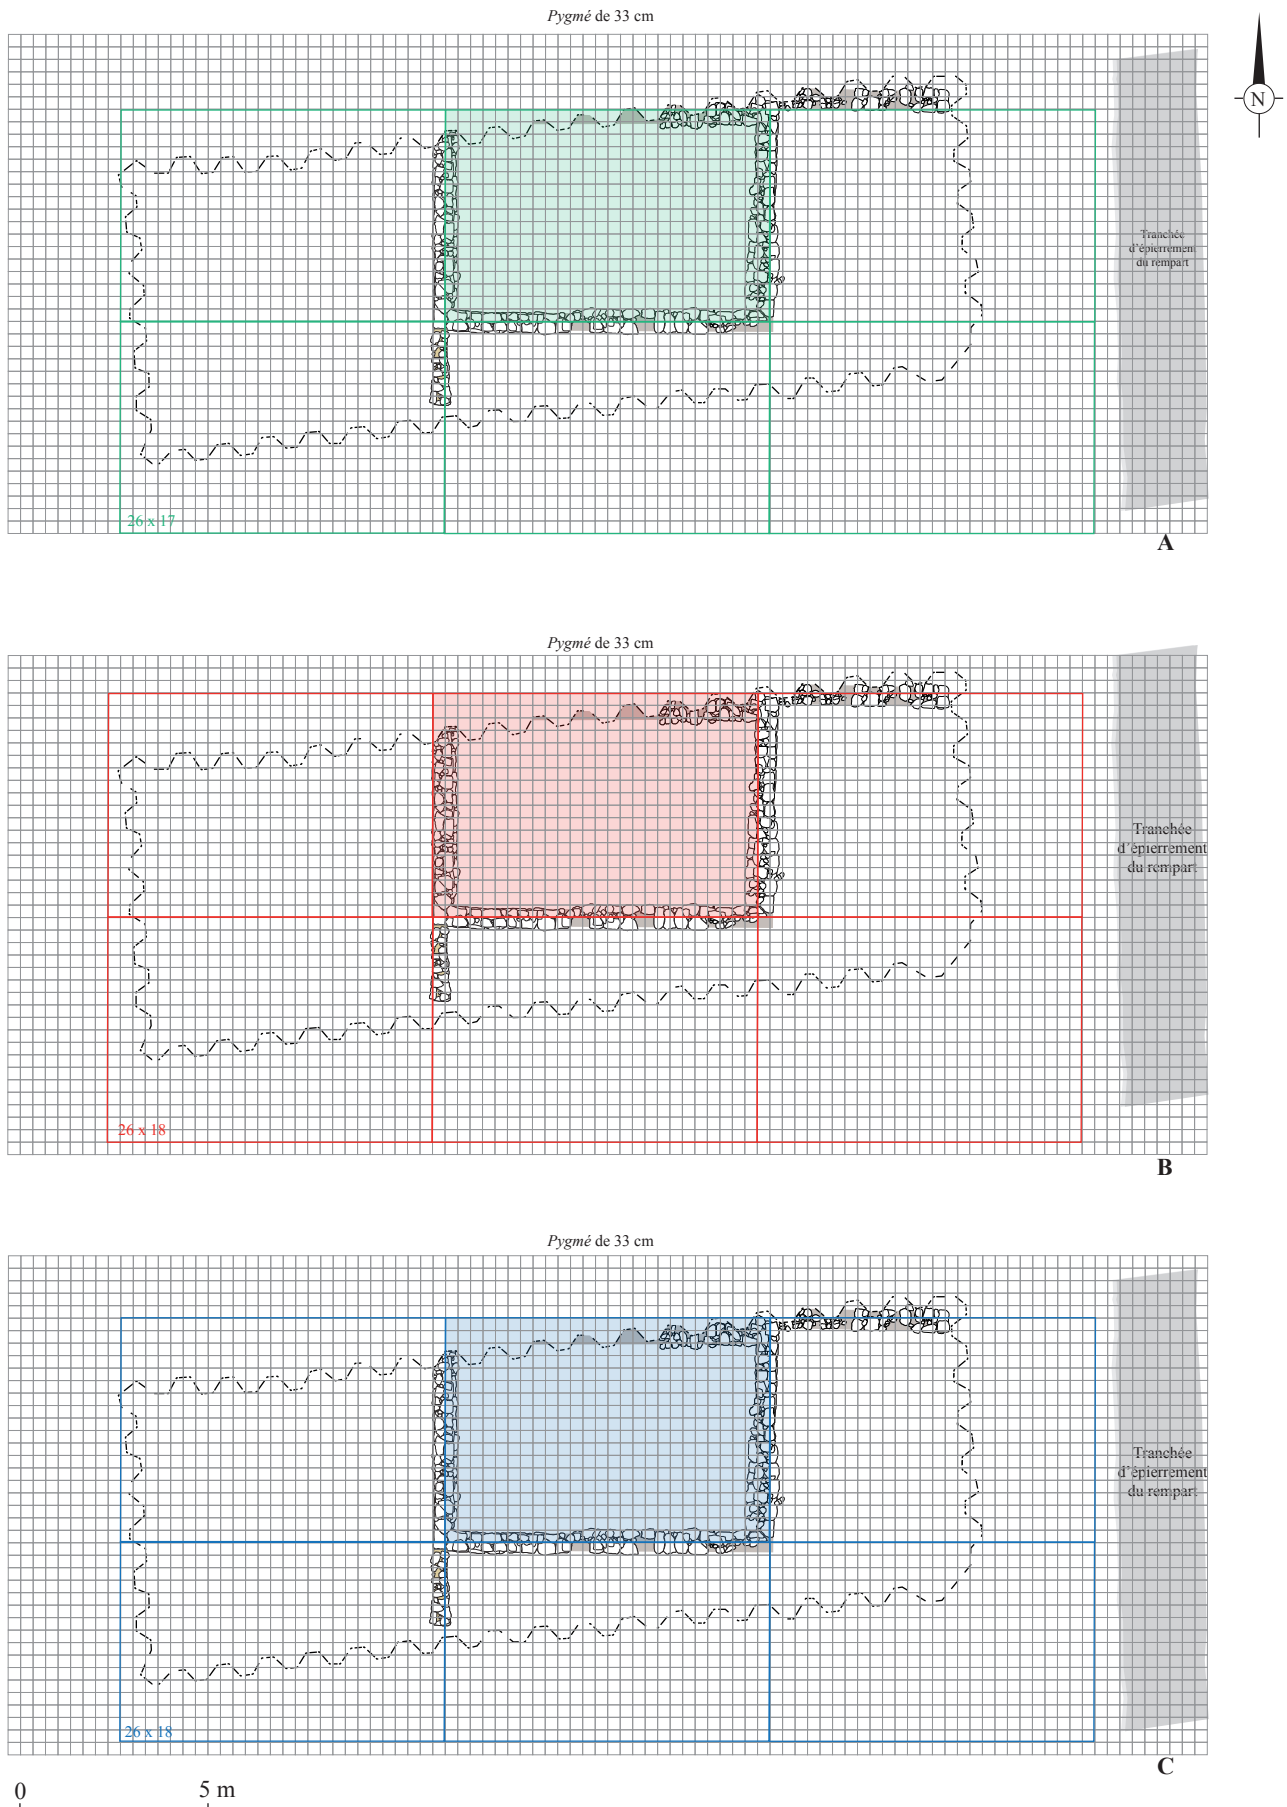 Pygmé de 33 cm
N
Tranchée
d'épierrement
du rempart
26 x 17
A
Pygmé de 33 cm
Tranchée
d'épierrement
du rempart
26 x 18
B
Pygmé de 33 cm
Tranchée
d'épierrement
du rempart
26 x 18
C
0 5 m